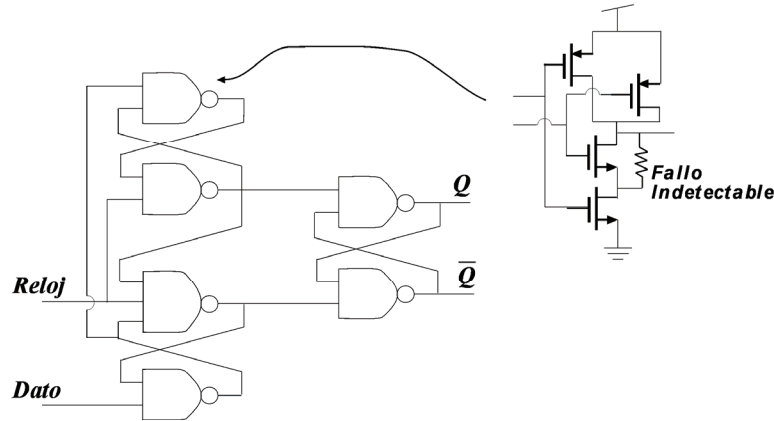 Q
Fallo
Indetectable
Q̅
Reloj
Dato